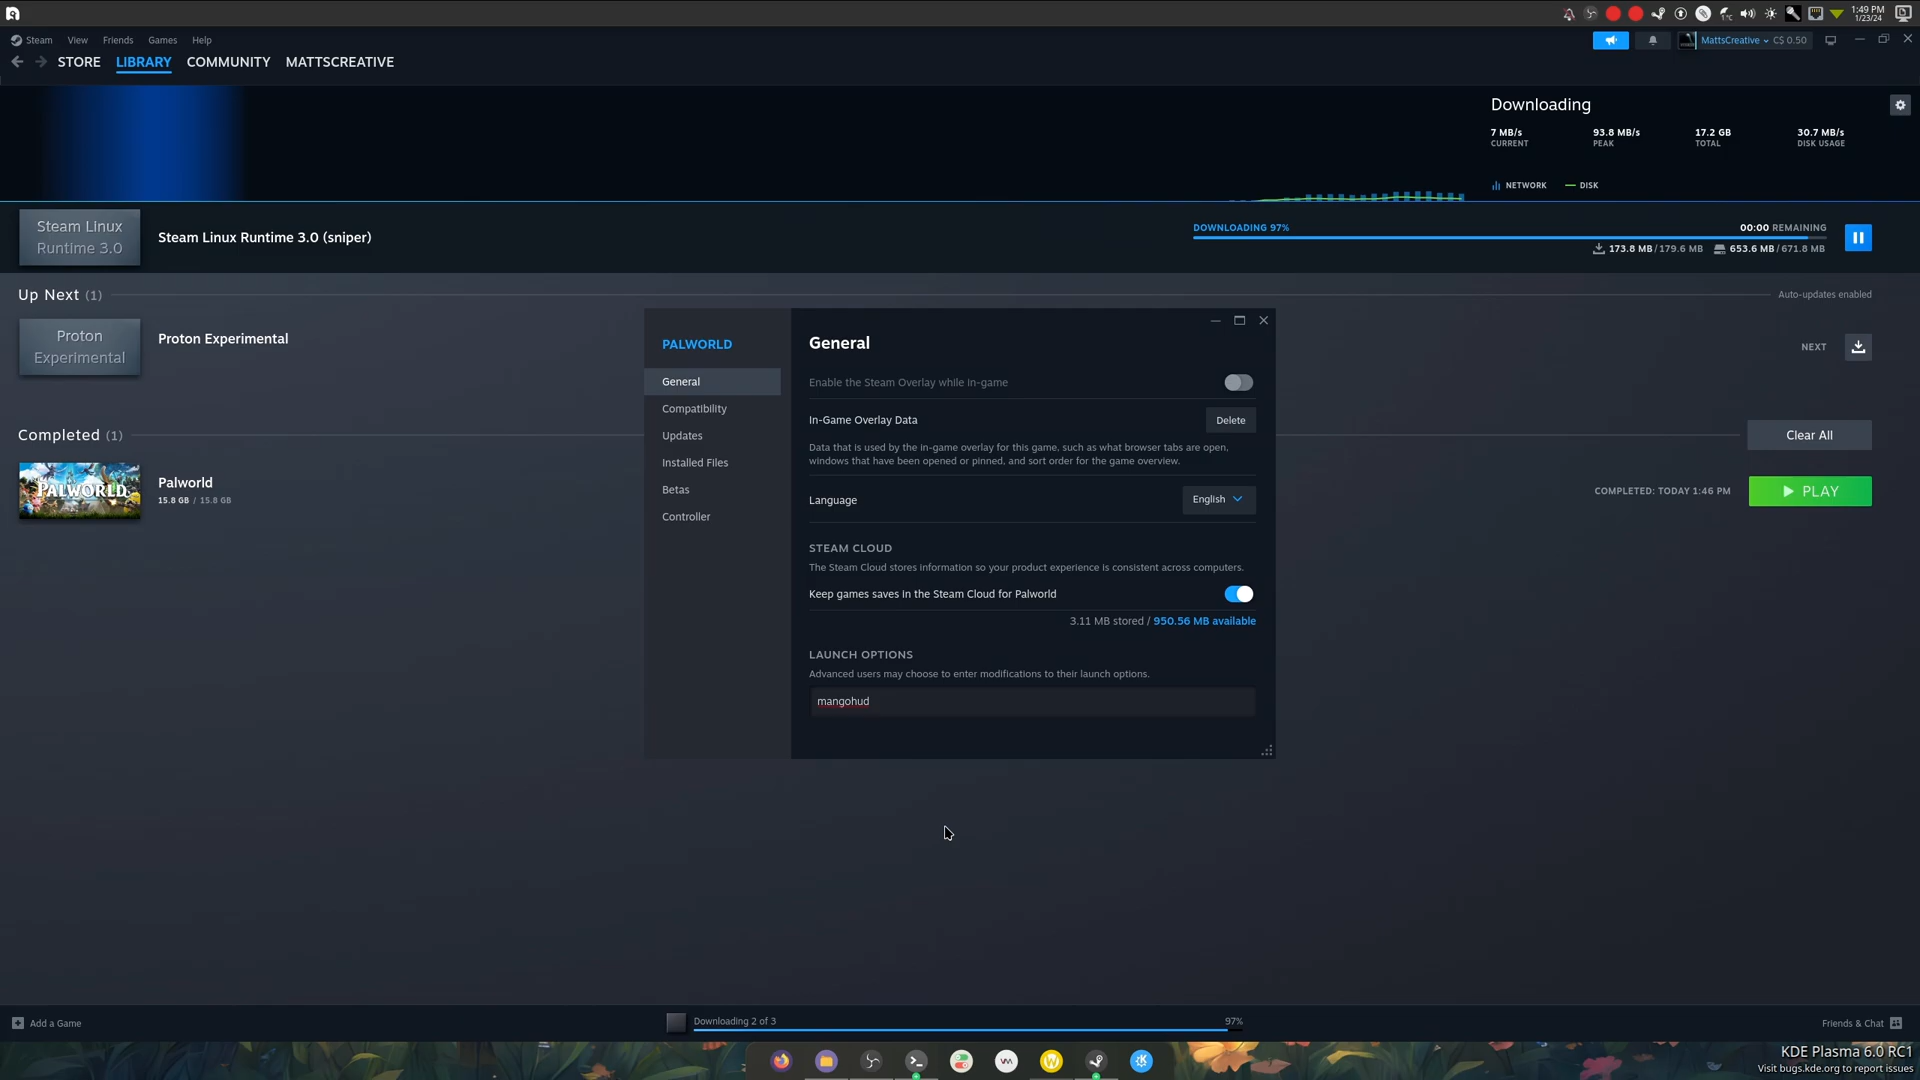 1°C
1:49 PM
1/23/24
Steam View Friends Games Help
MattsCreative C$ 0.50
STORE LIBRARY COMMUNITY MATTSCREATIVE
Downloading
7 MB/s 93.8 MB/s 17.2 GB 30.7 MB/s
CURRENT PEAK TOTAL DISK USAGE
NETWORK DISK
Steam Linux
Runtime 3.0
Steam Linux Runtime 3.0 (sniper)
DOWNLOADING 97% 00:00 REMAINING
173.8 MB / 179.6 MB 653.6 MB / 671.8 MB
Up Next (1) Auto-updates enabled
Proton
Experimental
Proton Experimental
NEXT
Completed (1)
Clear All
PALWORLD
Palworld
15.8 GB / 15.8 GB
COMPLETED: TODAY 1:46 PM
PLAY
PALWORLD
General
Compatibility
Updates
Installed Files
Betas
Controller
General
Enable the Steam Overlay while in-game
In-Game Overlay Data Delete
Data that is used by the in-game overlay for this game, such as what browser tabs are open,
windows that have been opened or pinned, and sort order for the game overview.
Language English
STEAM CLOUD
The Steam Cloud stores information so your product experience is consistent across computers.
Keep games saves in the Steam Cloud for Palworld
3.11 MB stored / 950.56 MB available
LAUNCH OPTIONS
Advanced users may choose to enter modifications to their launch options.
mangohud
Add a Game
Downloading 2 of 3 97%
Friends & Chat
KDE Plasma 6.0 RC1
Visit bugs.kde.org to report issues